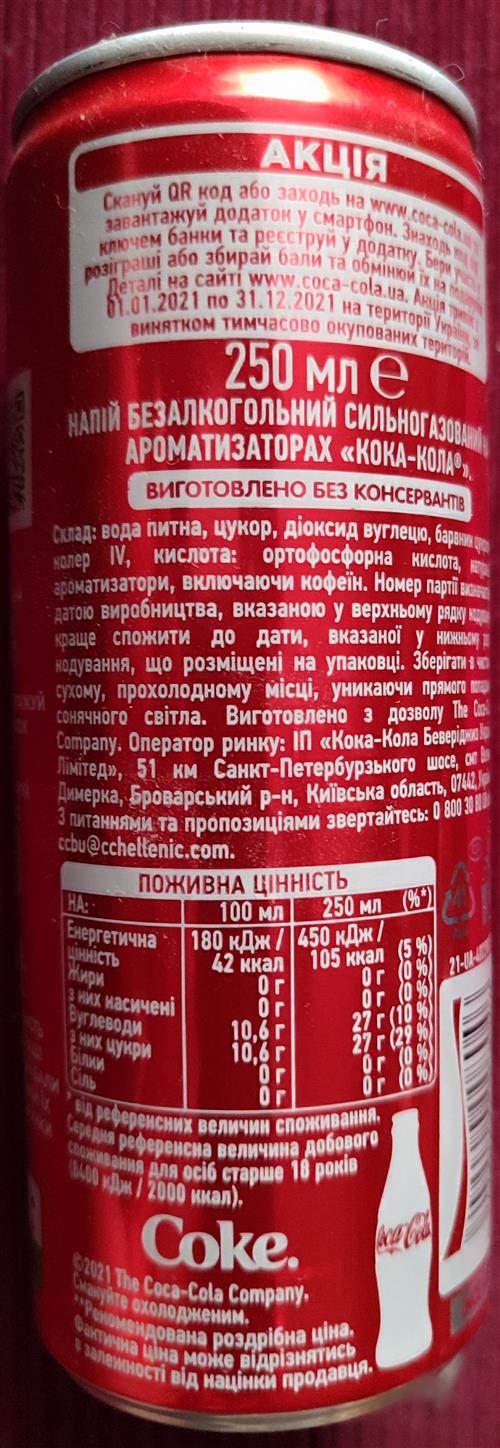 АКЦІЯ
Скануй QR код або заходь на www.coca-cola.
завантажуй додаток у смартфон. Знаходь
ключем банки та реєструй у додатку. Бери
розіграші або збирай бали та обмінюй їх на
Деталі на сайті www.coca-cola.ua. Акція
01.01.2021 по 31.12.2021 на території України,
винятком тимчасово окупованих територій.
250 мл e
НАПІЙ БЕЗАЛКОГОЛЬНИЙ СИЛЬНОГАЗОВАНИЙ
АРОМАТИЗАТОРАХ «КОКА-КОЛА®».
ВИГОТОВЛЕНО БЕЗ КОНСЕРВАНТІВ
Склад: вода питна, цукор, діоксид вуглецю, барвник
колер IV, кислота: ортофосфорна кислота,
ароматизатори, включаючи кофеїн. Номер партії
датою виробництва, вказаною у верхньому рядку
краще спожити до дати, вказаної у нижньому
кодування, що розміщені на упаковці. Зберігати в
сухому, прохолодному місці, уникаючи прямого
сонячного світла. Виготовлено з дозволу The
Company. Оператор ринку: ІП «Кока-Кола Беверіджиз
Лімітед», 51 км Санкт-Петербурзького шосе, смт
Димерка, Броварський р-н, Київська область, 07442,
З питаннями та пропозиціями звертайтесь: 0 800 30
ccbu@cchellenic.com.
ПОЖИВНА ЦІННІСТЬ
НА: 100 мл 250 мл (%*)
Енергетична цінність 180 кДж / 42 ккал 450 кДж / 105 ккал (5 %)
Жири 0 г 0 г (0 %)
з них насичені 0 г 0 г (0 %)
Вуглеводи 10,6 г 27 г (10 %)
з них цукри 10,6 г 27 г (29 %)
Білки 0 г 0 г (0 %)
Сіль 0 г 0 г (0 %)
* від референсних величин споживання.
Середня референсна величина добового
споживання для осіб старше 18 років
(8400 кДж / 2000 ккал).
Coke.
Coca-Cola
©2021 The Coca-Cola Company.
Смакуйте охолодженим.
**Рекомендована роздрібна ціна.
Фактична ціна може відрізнятись
в залежності від націнки продавця.
41
21-UA-